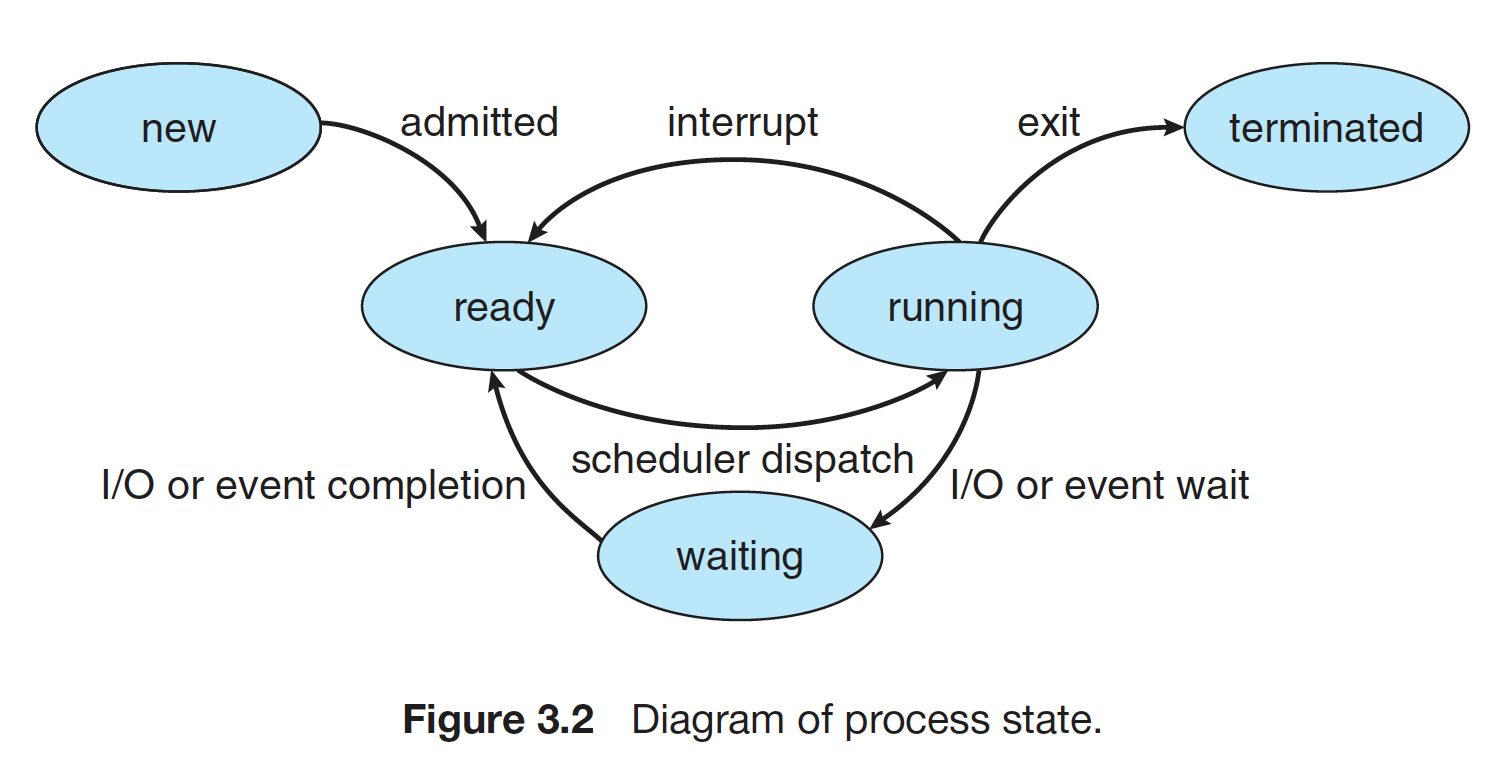 new
admitted
interrupt
exit
terminated
ready
running
scheduler dispatch
I/O or event completion
I/O or event wait
waiting
Figure 3.2 Diagram of process state.